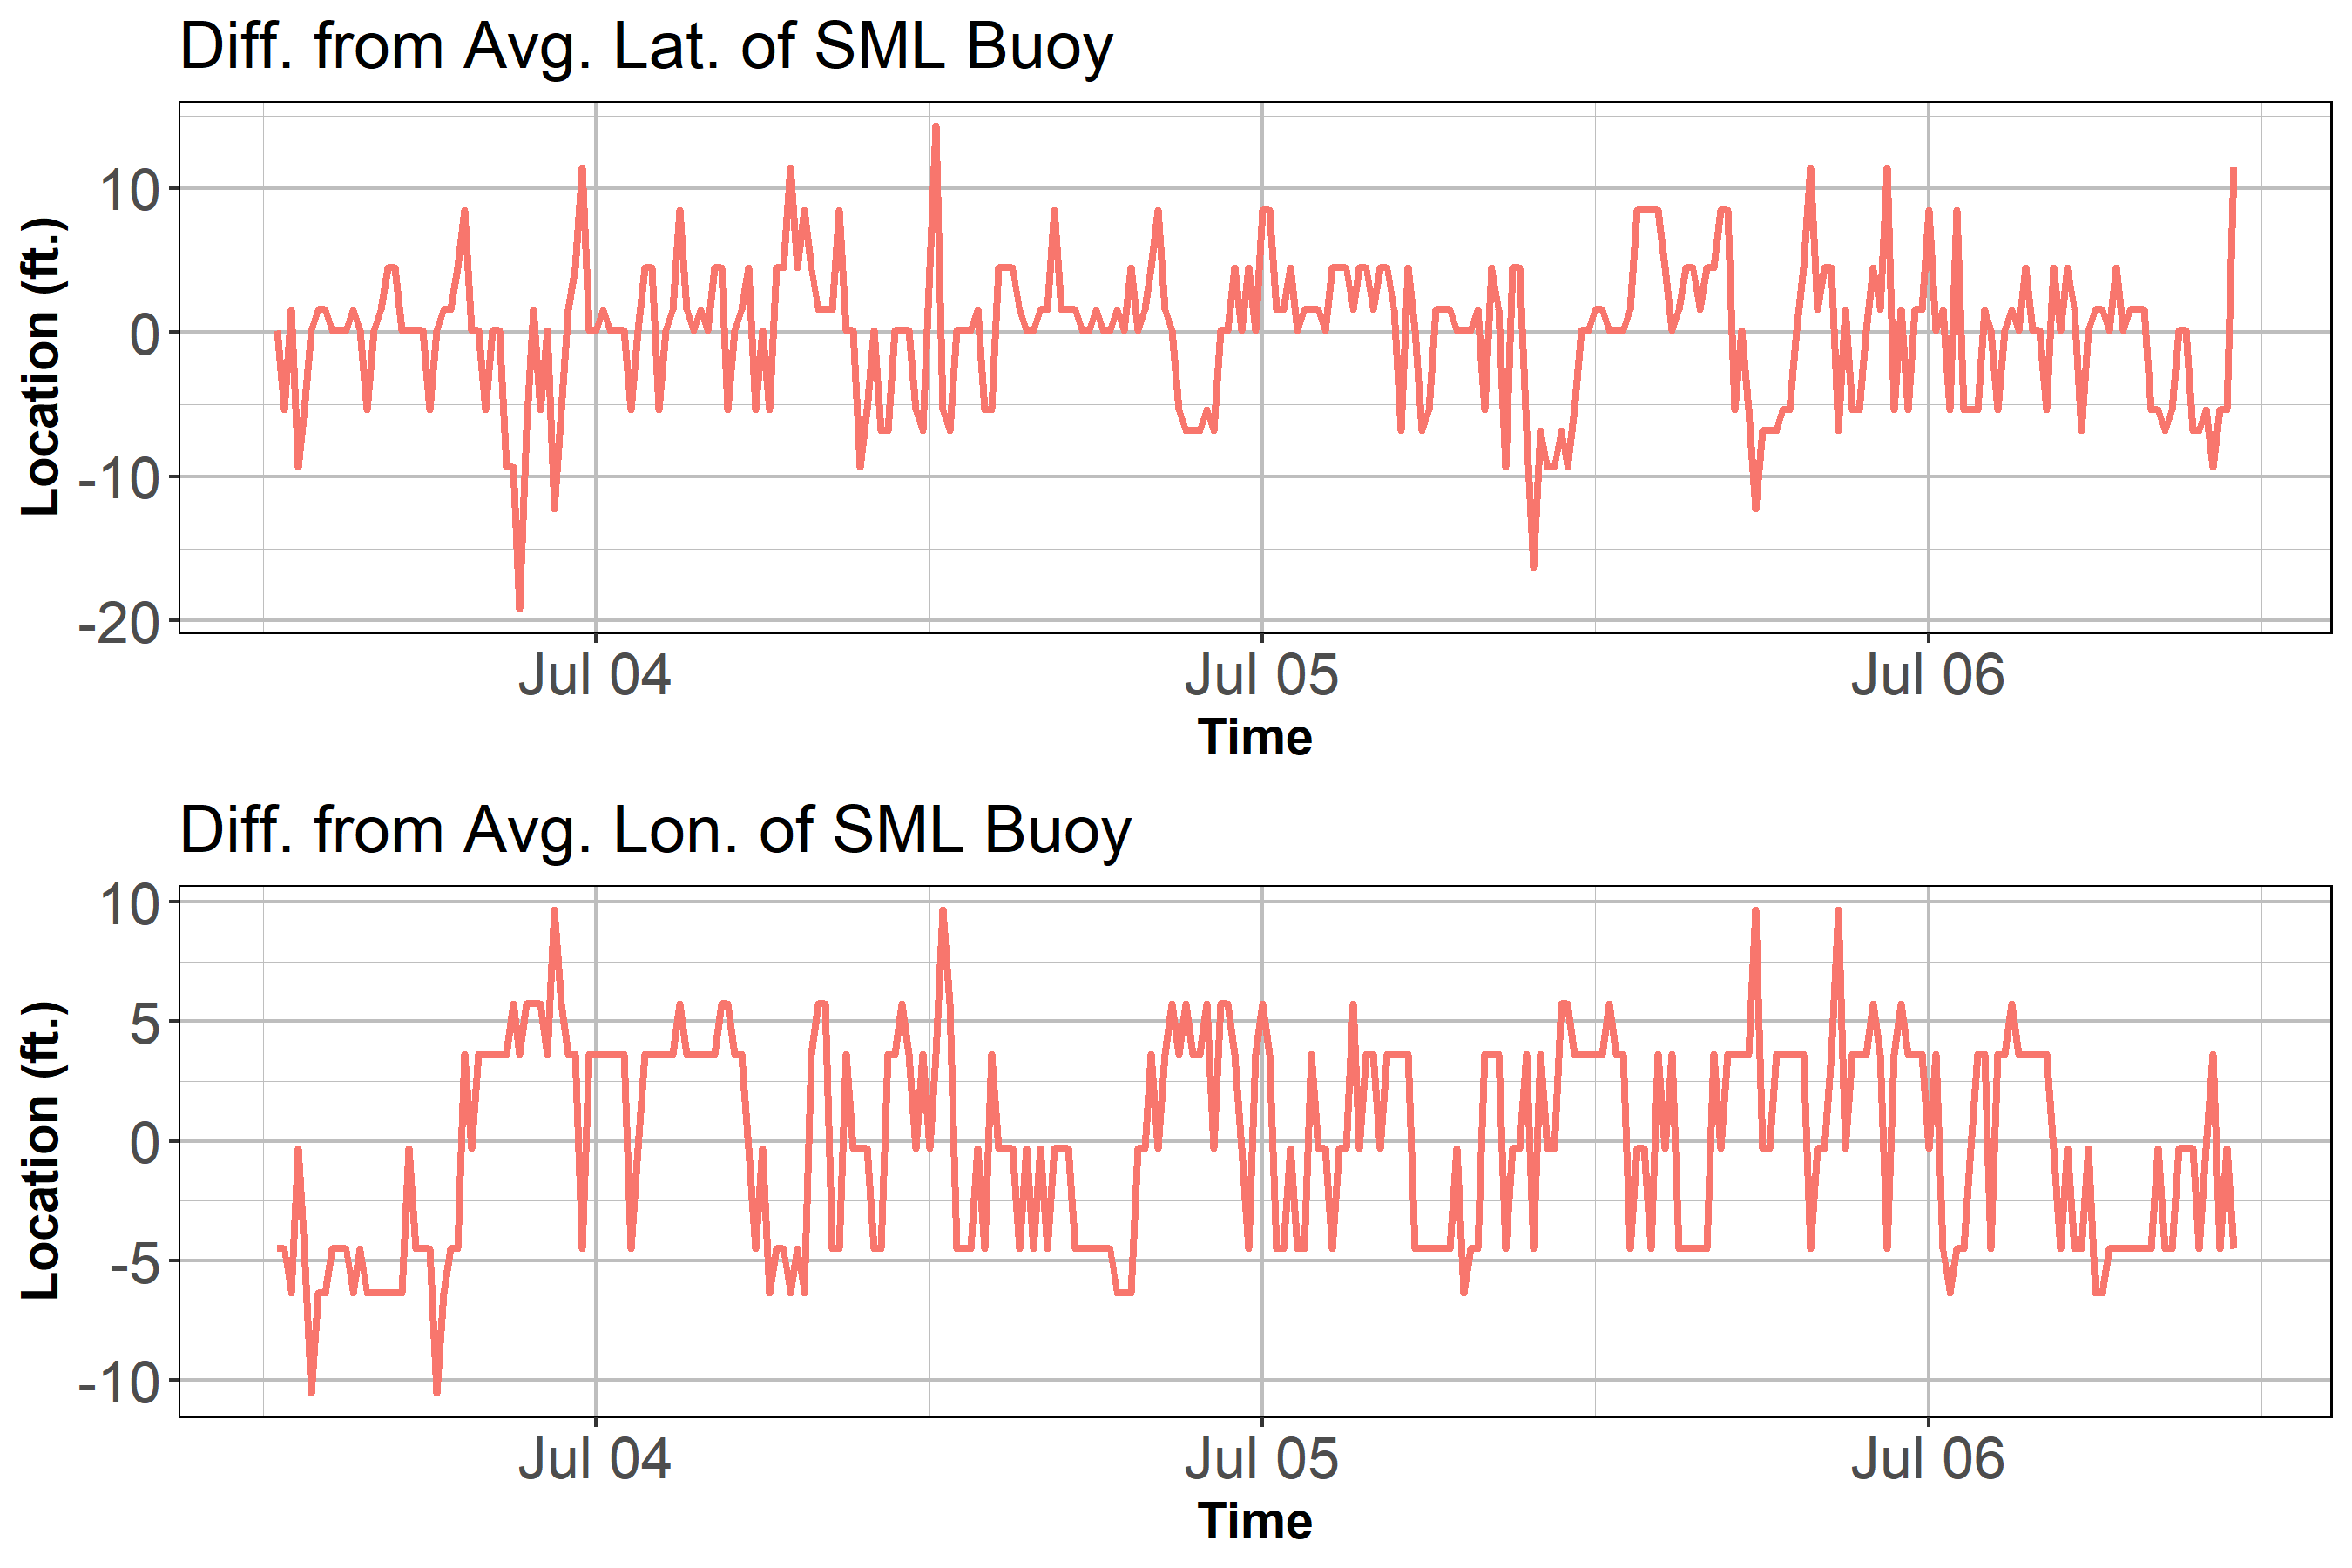 Diff. from Avg. Lat. of SML Buoy
Location (ft.)
10
0
-10
-20
Jul 04 Jul 05 Jul 06
Time
Diff. from Avg. Lon. of SML Buoy
Location (ft.)
10
5
0
-5
-10
Jul 04 Jul 05 Jul 06
Time